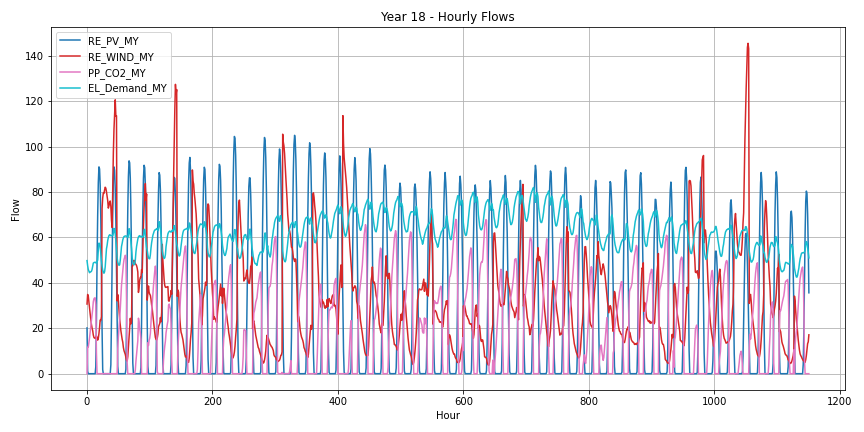 Year 18 - Hourly Flows
RE_PV_MY
RE_WIND_MY
PP_CO2_MY
EL_Demand_MY
140
120
100
80
60
40
20
0
Flow
0 200 400 600 800 1000 1200
Hour